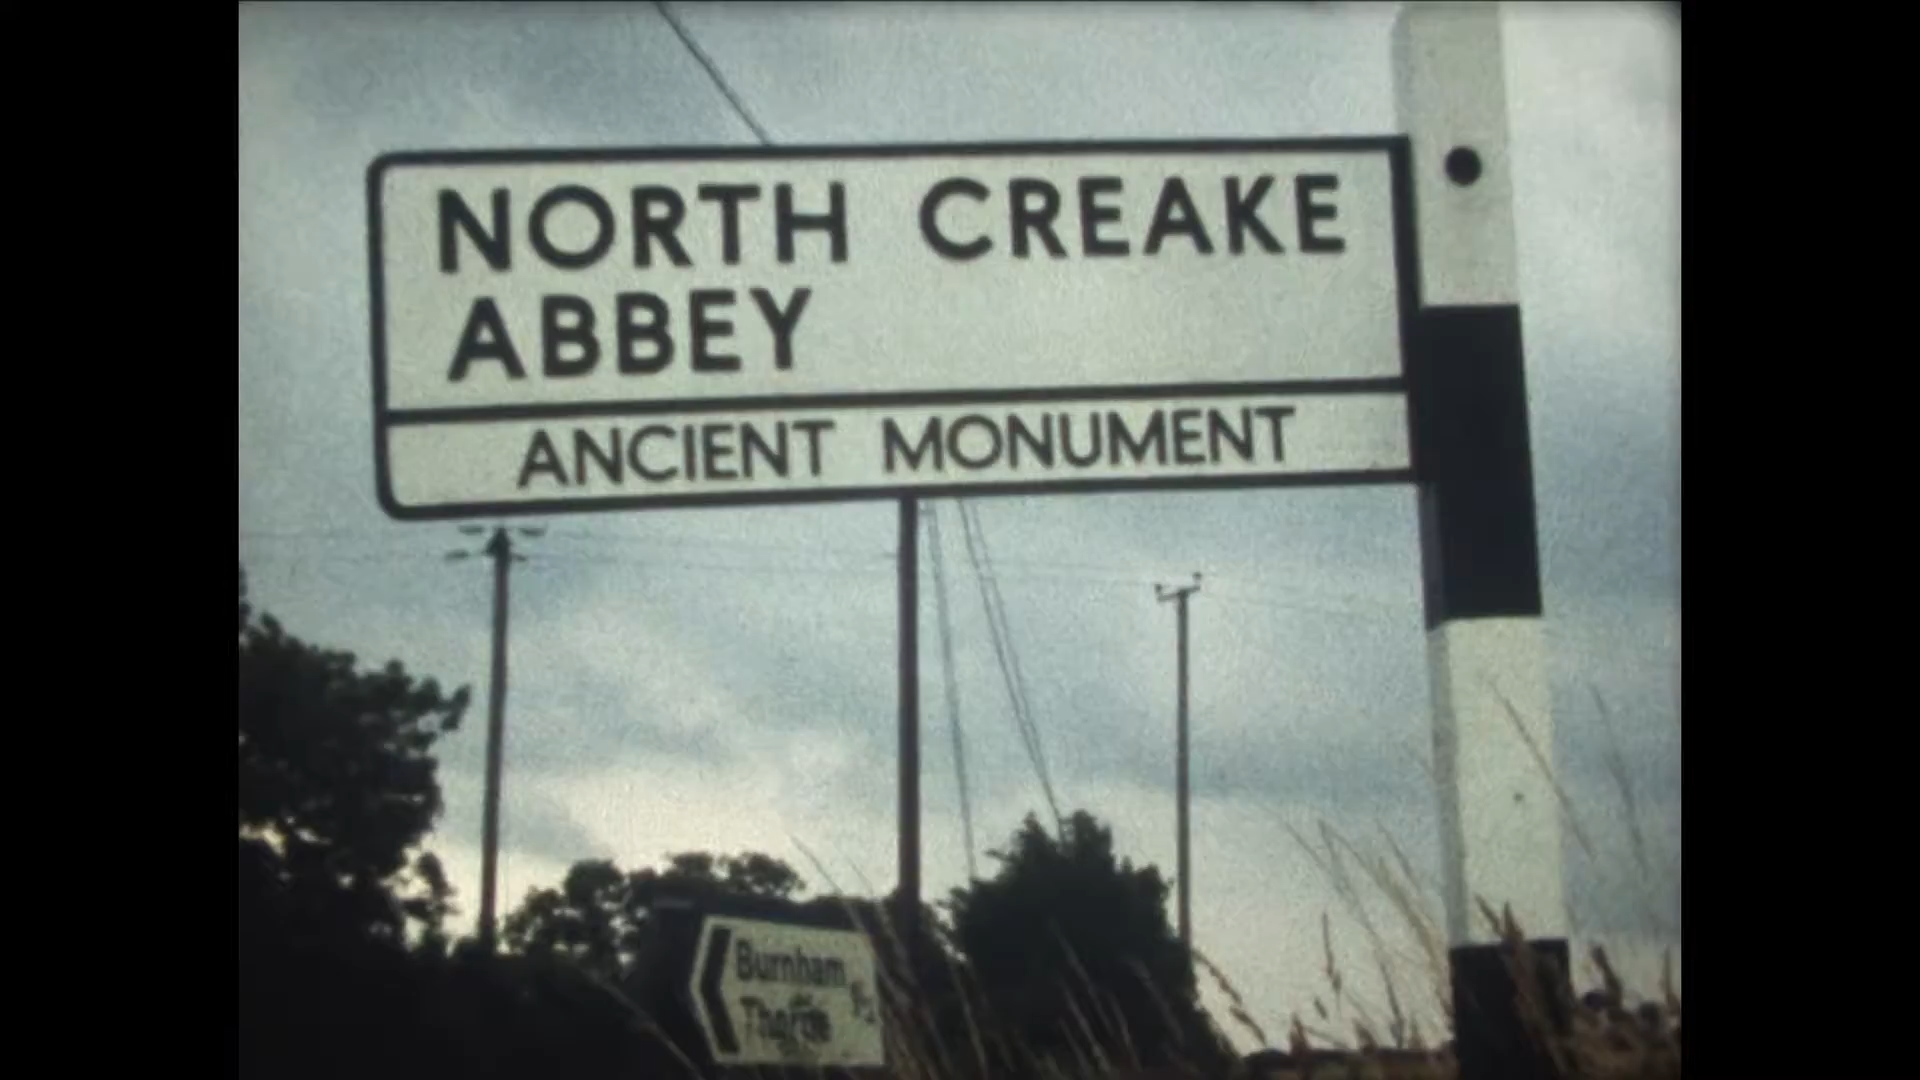 NORTH CREAKE
ABBEY
ANCIENT MONUMENT
Burnham
Thorpe